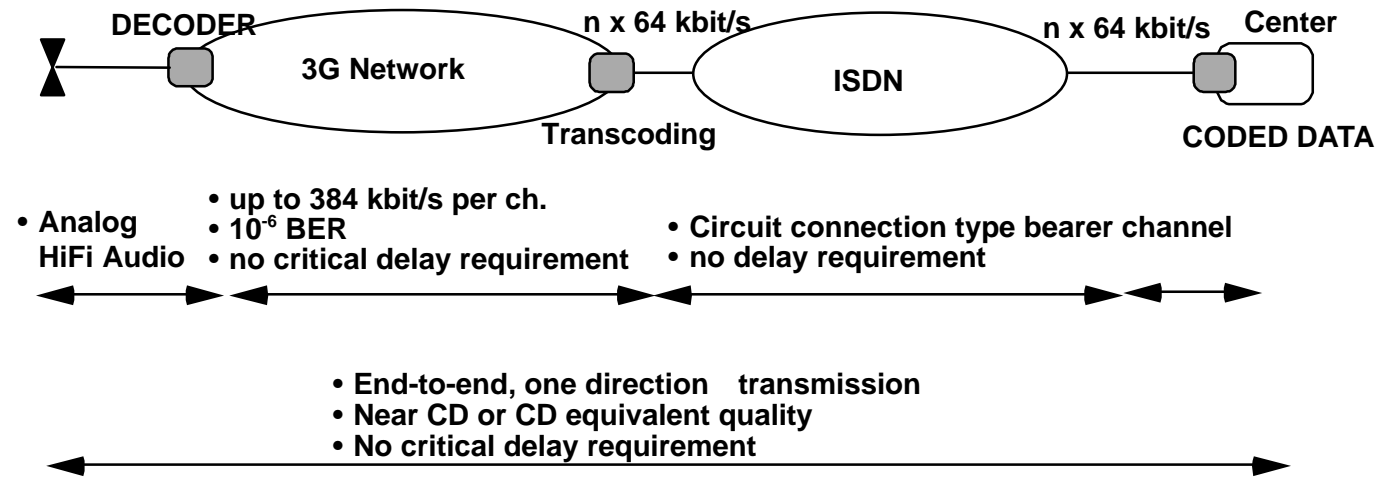 DECODER
n x 64 kbit/s
n x 64 kbit/s
Center
3G Network
ISDN
Transcoding
CODED DATA
• Analog
HiFi Audio
• up to 384 kbit/s per ch.
• 10⁻⁶ BER
• no critical delay requirement
• Circuit connection type bearer channel
• no delay requirement
• End-to-end, one direction transmission
• Near CD or CD equivalent quality
• No critical delay requirement